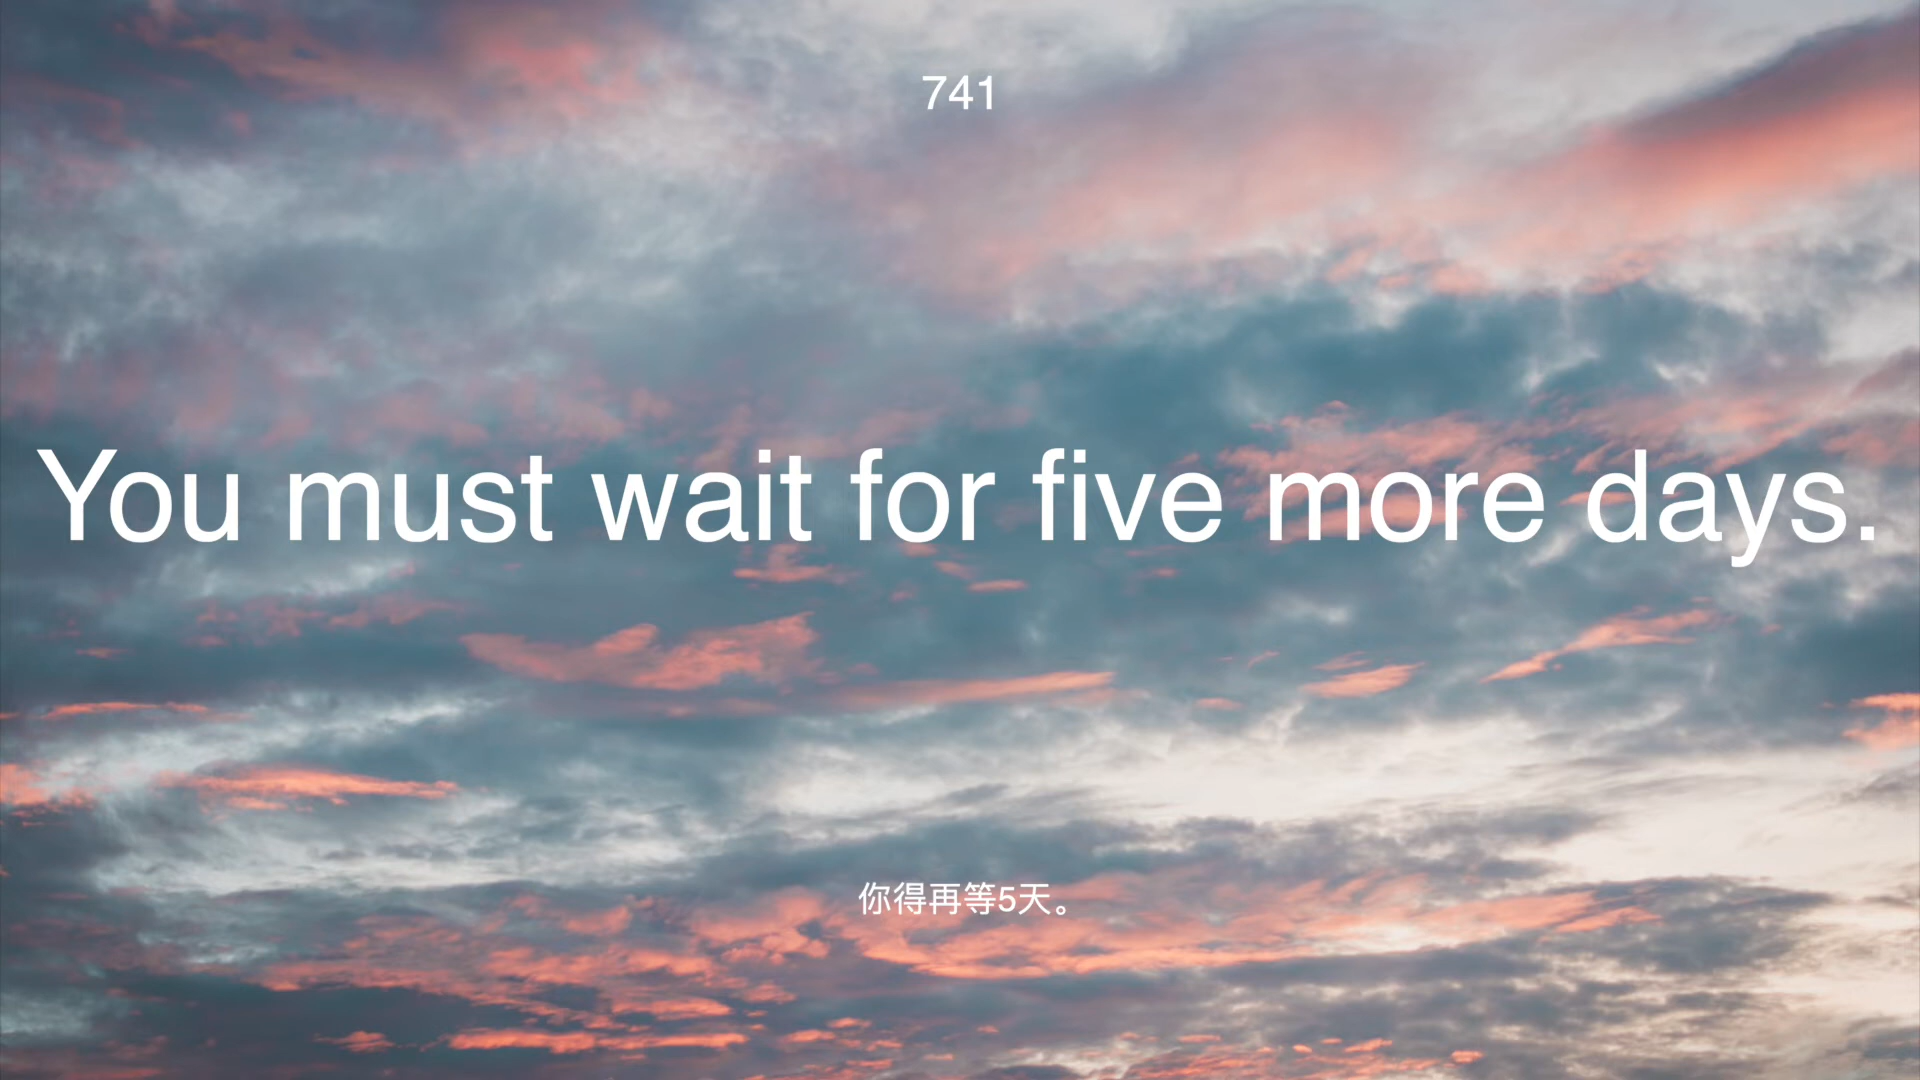 741
You must wait for five more days.
你得再等5天。